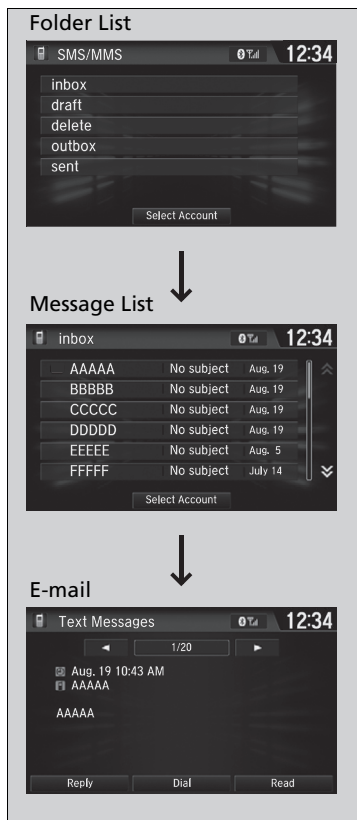 Folder List
SMS/MMS 12:34
inbox
draft
delete
outbox
sent
Select Account
Message List
inbox 12:34
AAAAA No subject Aug. 19
BBBBB No subject Aug. 19
CCCCC No subject Aug. 19
DDDDD No subject Aug. 19
EEEEE No subject Aug. 5
FFFFF No subject July 14
Select Account
E-mail
Text Messages 12:34
1/20
Aug. 19 10:43 AM
AAAAA
AAAAA
Reply Dial Read